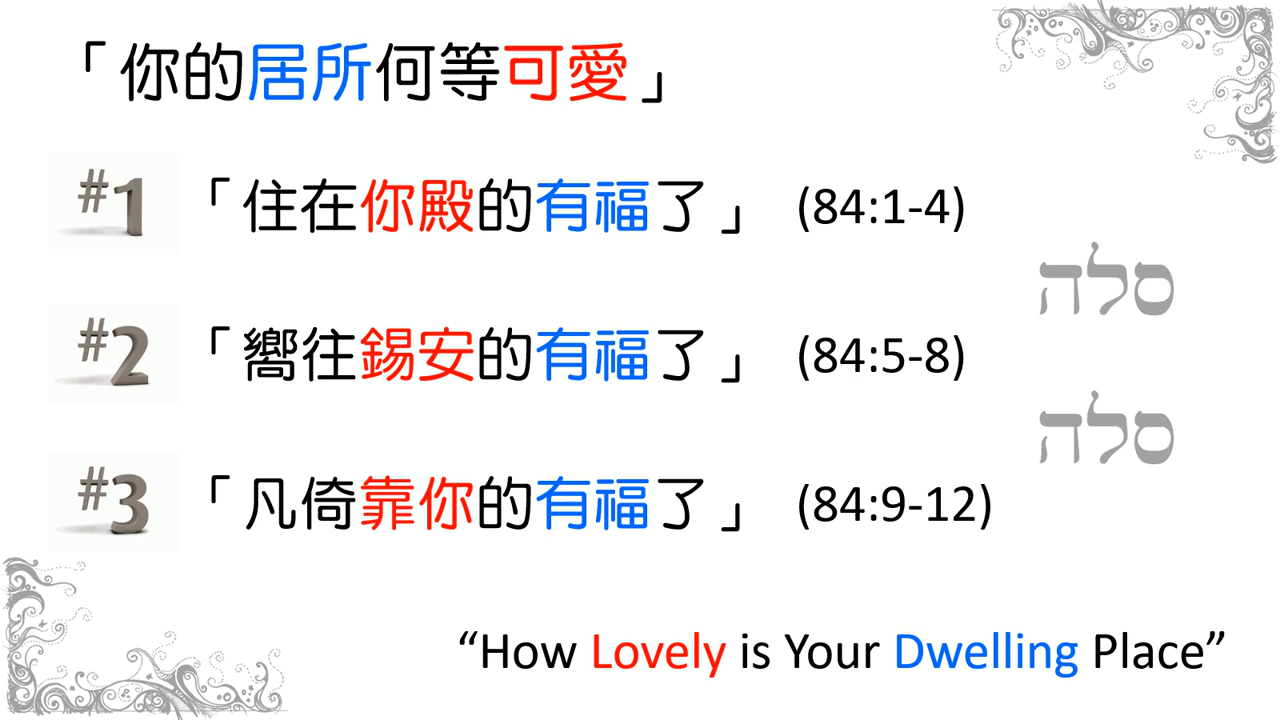 「你的居所何等可愛」
#1 「住在你殿的有福了」 (84:1-4)
סלה
#2 「嚮往錫安的有福了」 (84:5-8)
סלה
#3 「凡倚靠你的有福了」 (84:9-12)
“How Lovely is Your Dwelling Place”